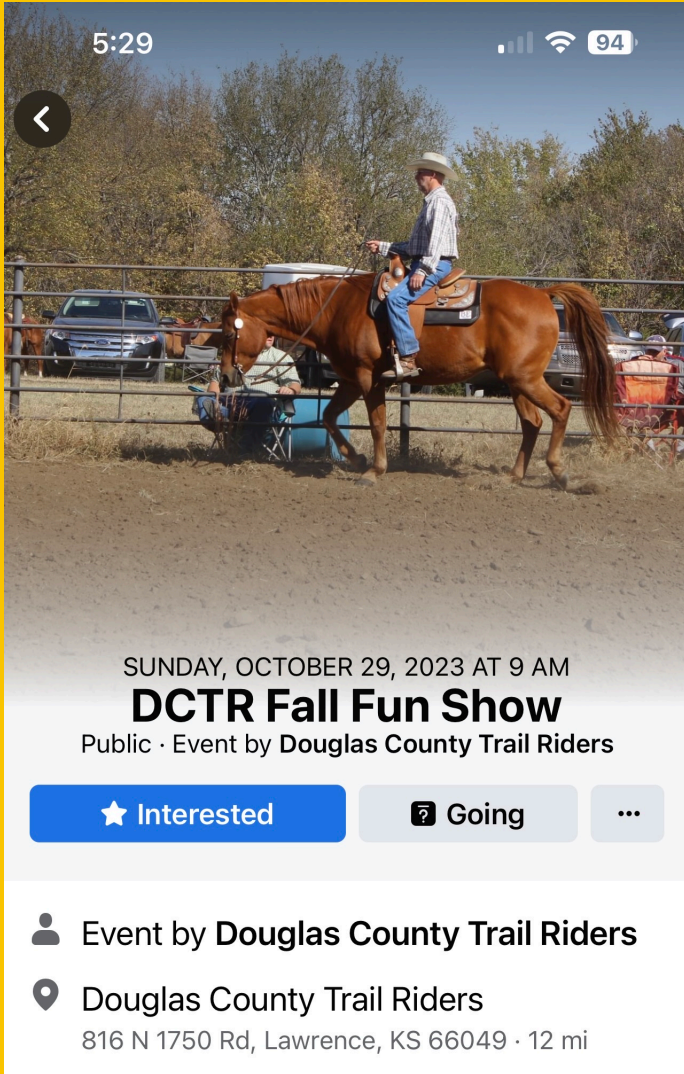 5:29
94
SUNDAY, OCTOBER 29, 2023 AT 9 AM
DCTR Fall Fun Show
Public · Event by Douglas County Trail Riders
Interested
Going
Event by Douglas County Trail Riders
Douglas County Trail Riders
816 N 1750 Rd, Lawrence, KS 66049 · 12 mi